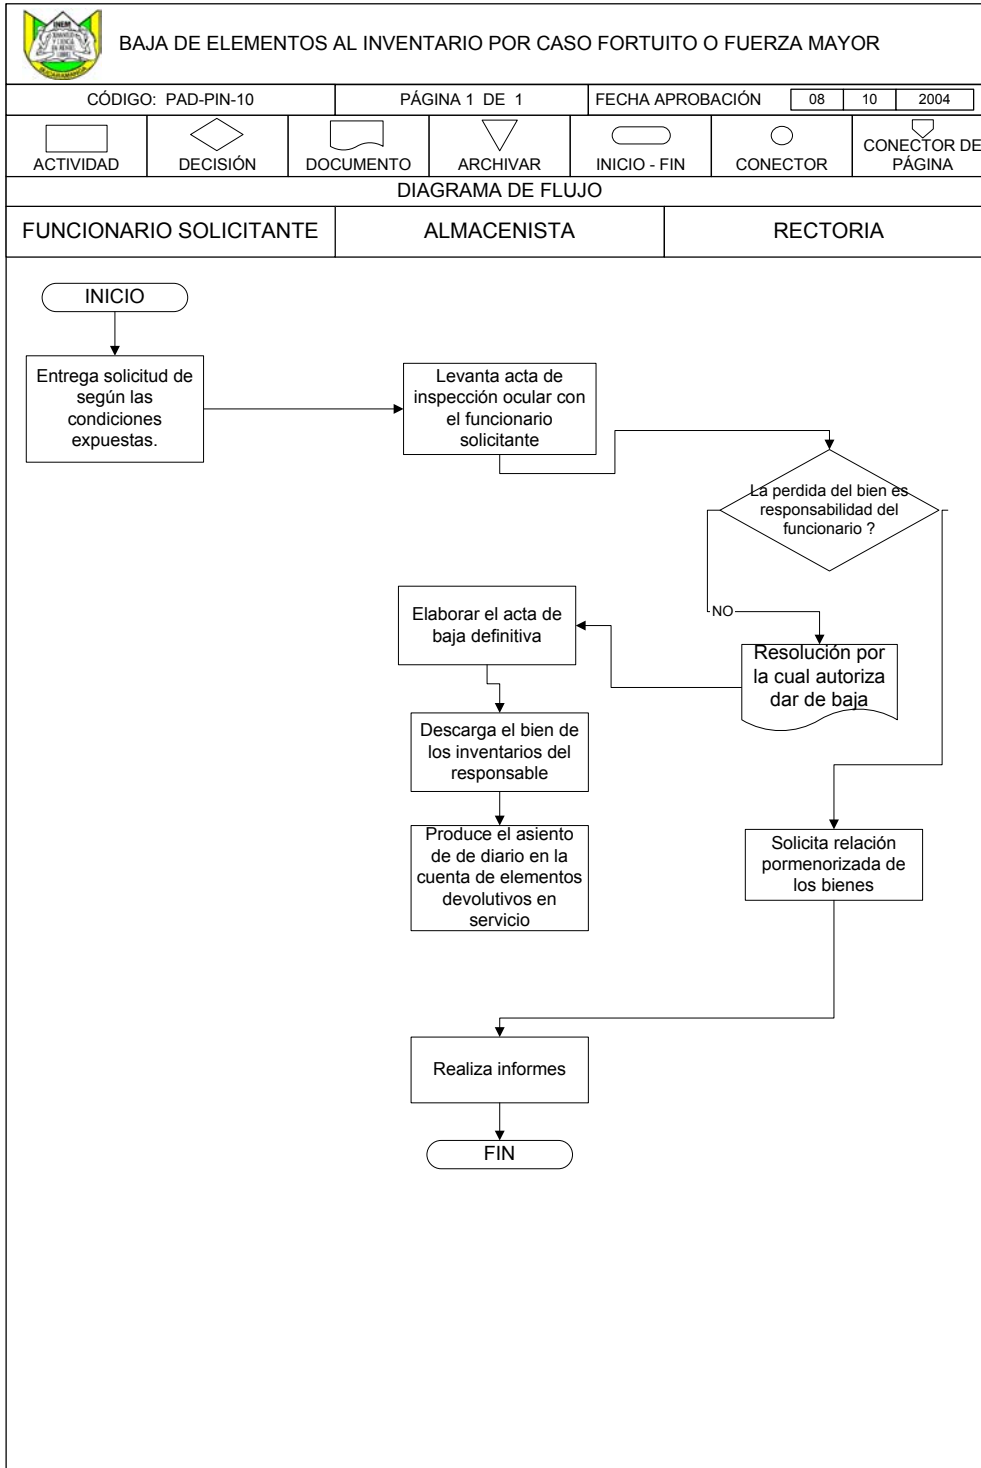 INEM
BUCARAMANGA
BAJA DE ELEMENTOS AL INVENTARIO POR CASO FORTUITO O FUERZA MAYOR
CÓDIGO: PAD-PIN-10
PÁGINA 1 DE 1
FECHA APROBACIÓN 08 10 2004
ACTIVIDAD
DECISIÓN
DOCUMENTO
ARCHIVAR
INICIO - FIN
CONECTOR
CONECTOR DE
PÁGINA
DIAGRAMA DE FLUJO
FUNCIONARIO SOLICITANTE
ALMACENISTA
RECTORIA
INICIO
Entrega solicitud de
según las
condiciones
expuestas.
Levanta acta de
inspección ocular con
el funcionario
solicitante
La perdida del bien es
responsabilidad del
funcionario ?
NO
Resolución por
la cual autoriza
dar de baja
Elaborar el acta de
baja definitiva
Descarga el bien de
los inventarios del
responsable
Produce el asiento
de de diario en la
cuenta de elementos
devolutivos en
servicio
Solicita relación
pormenorizada de
los bienes
Realiza informes
FIN